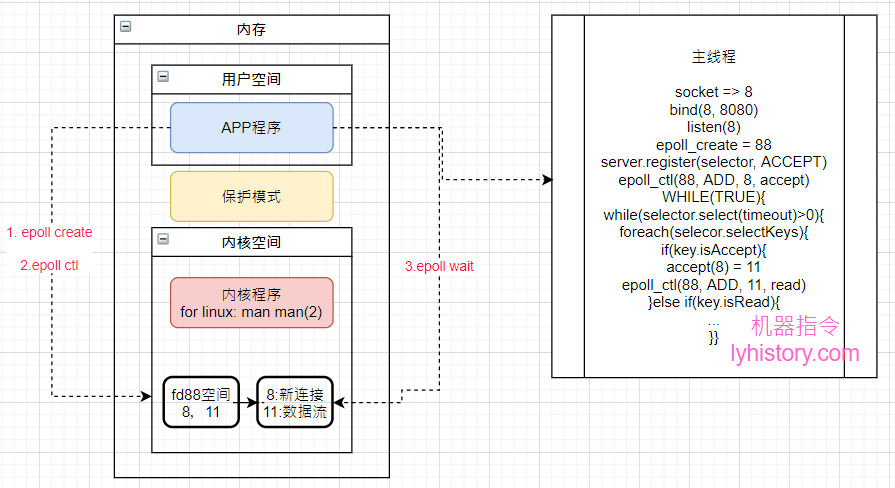 内存
用户空间
APP程序
保护模式
1. epoll create
2.epoll ctl
内核空间
3.epoll wait
内核程序
for linux: man man(2)
fd88空间
8，11
8:新连接
11:数据流
主线程
socket => 8
bind(8, 8080)
listen(8)
epoll_create = 88
server.register(selector, ACCEPT)
epoll_ctl(88, ADD, 8, accept)
WHILE(TRUE){
while(selector.select(timeout)>0){
foreach(selecor.selectKeys){
if(key.isAccept){
accept(8) = 11
epoll_ctl(88, ADD, 11, read)
}else if(key.isRead){
...
}}
机器指令
lyhistory.com